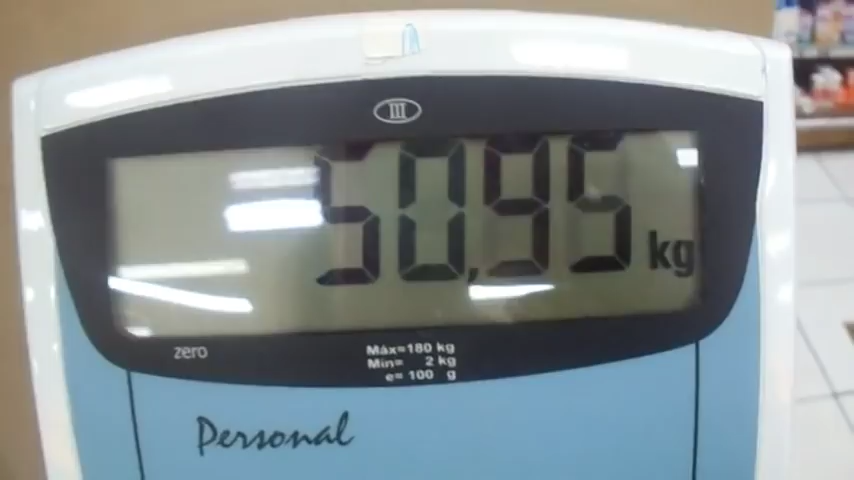 III
50,95 kg
zero
Máx=180 kg
Min= 2 kg
e= 100 g
Personal